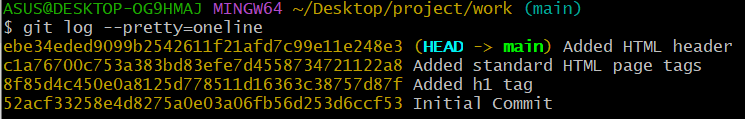 ASUS@DESKTOP-OG9HMAJ MINGW64 ~/Desktop/project/work (main)
$ git log --pretty=oneline
ebe34eded9099b2542611f21afd7c99e11e248e3 (HEAD -> main) Added HTML header
c1a76700c753a383bd83efe7d4558734721122a8 Added standard HTML page tags
8f85d4c450e0a8125d778511d16363c38757d87f Added h1 tag
52acf33258e4d8275a0e03a06fb56d253d6ccf53 Initial Commit